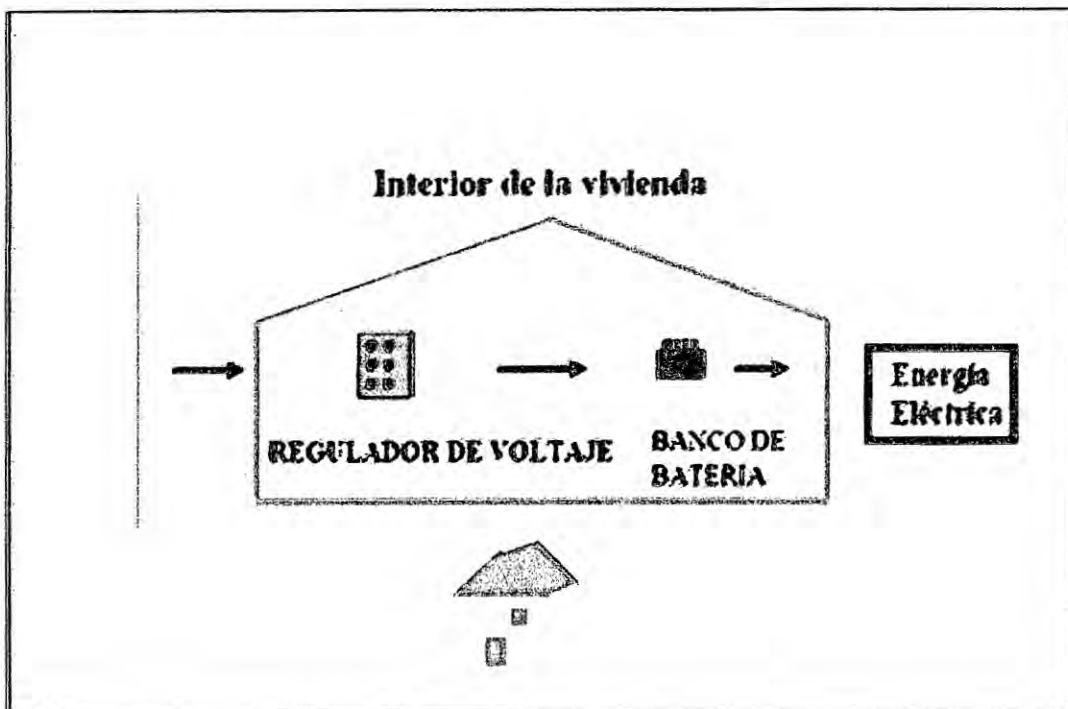 Interior de la vivienda
REGULADOR DE VOLTAJE
BANCO DE
BATERIA
Energía
Eléctrica